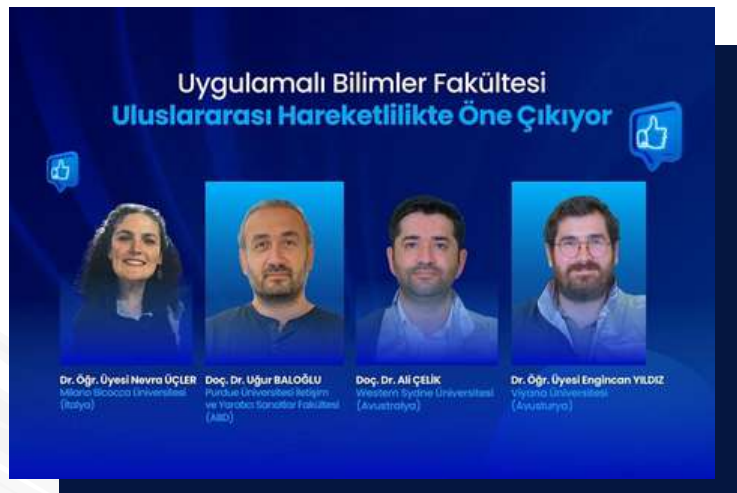 Uygulamalı Bilimler Fakültesi
Uluslararası Hareketlilikte Öne Çıkıyor
Dr. Öğr. Üyesi Nevra ÜÇLER
Milano Bicocca Üniversitesi
(İtalya)
Doç. Dr. Uğur BALOĞLU
Purdue Üniversitesi İletişim
ve Yaratıcı Sanatlar Fakültesi
(ABD)
Doç. Dr. Ali ÇELİK
Western Sydne Üniversitesi
(Avustralya)
Dr. Öğr. Üyesi Engincan YILDIZ
Viyana Üniversitesi
(Avusturya)